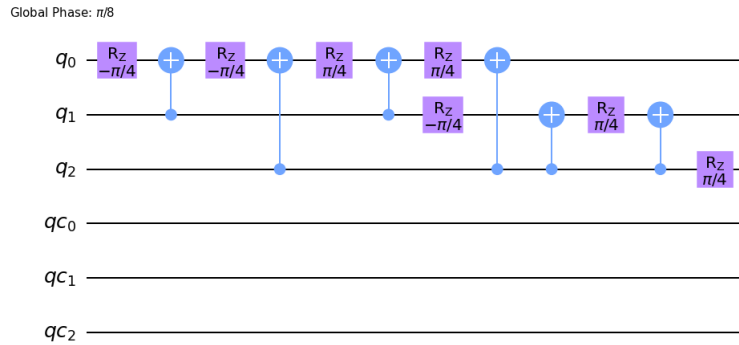 Global Phase: π/8
q0 RZ -π/4 RZ -π/4 RZ π/4 RZ π/4
q1 RZ -π/4 RZ π/4
q2 RZ π/4
qc0
qc1
qc2